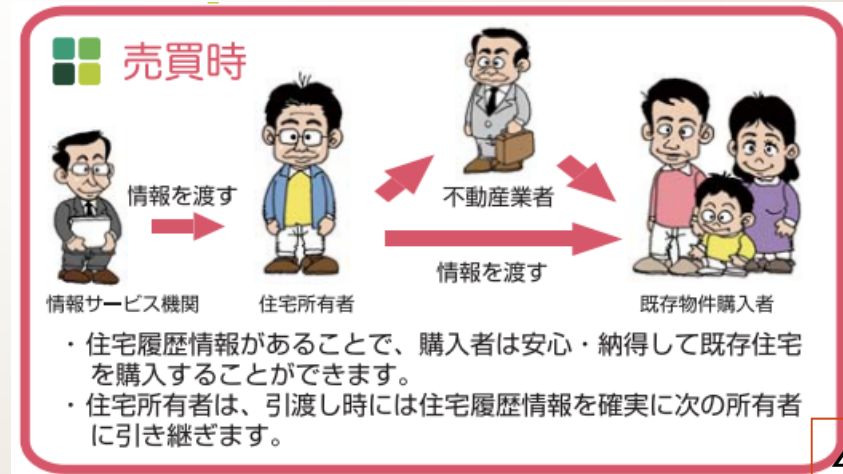 売買時
情報を渡す
不動産業者
情報を渡す
情報サービス機関
住宅所有者
既存物件購入者
・住宅履歴情報があることで、購入者は安心・納得して既存住宅
を購入することができます。
・住宅所有者は、引渡し時には住宅履歴情報を確実に次の所有者
に引き継ぎます。